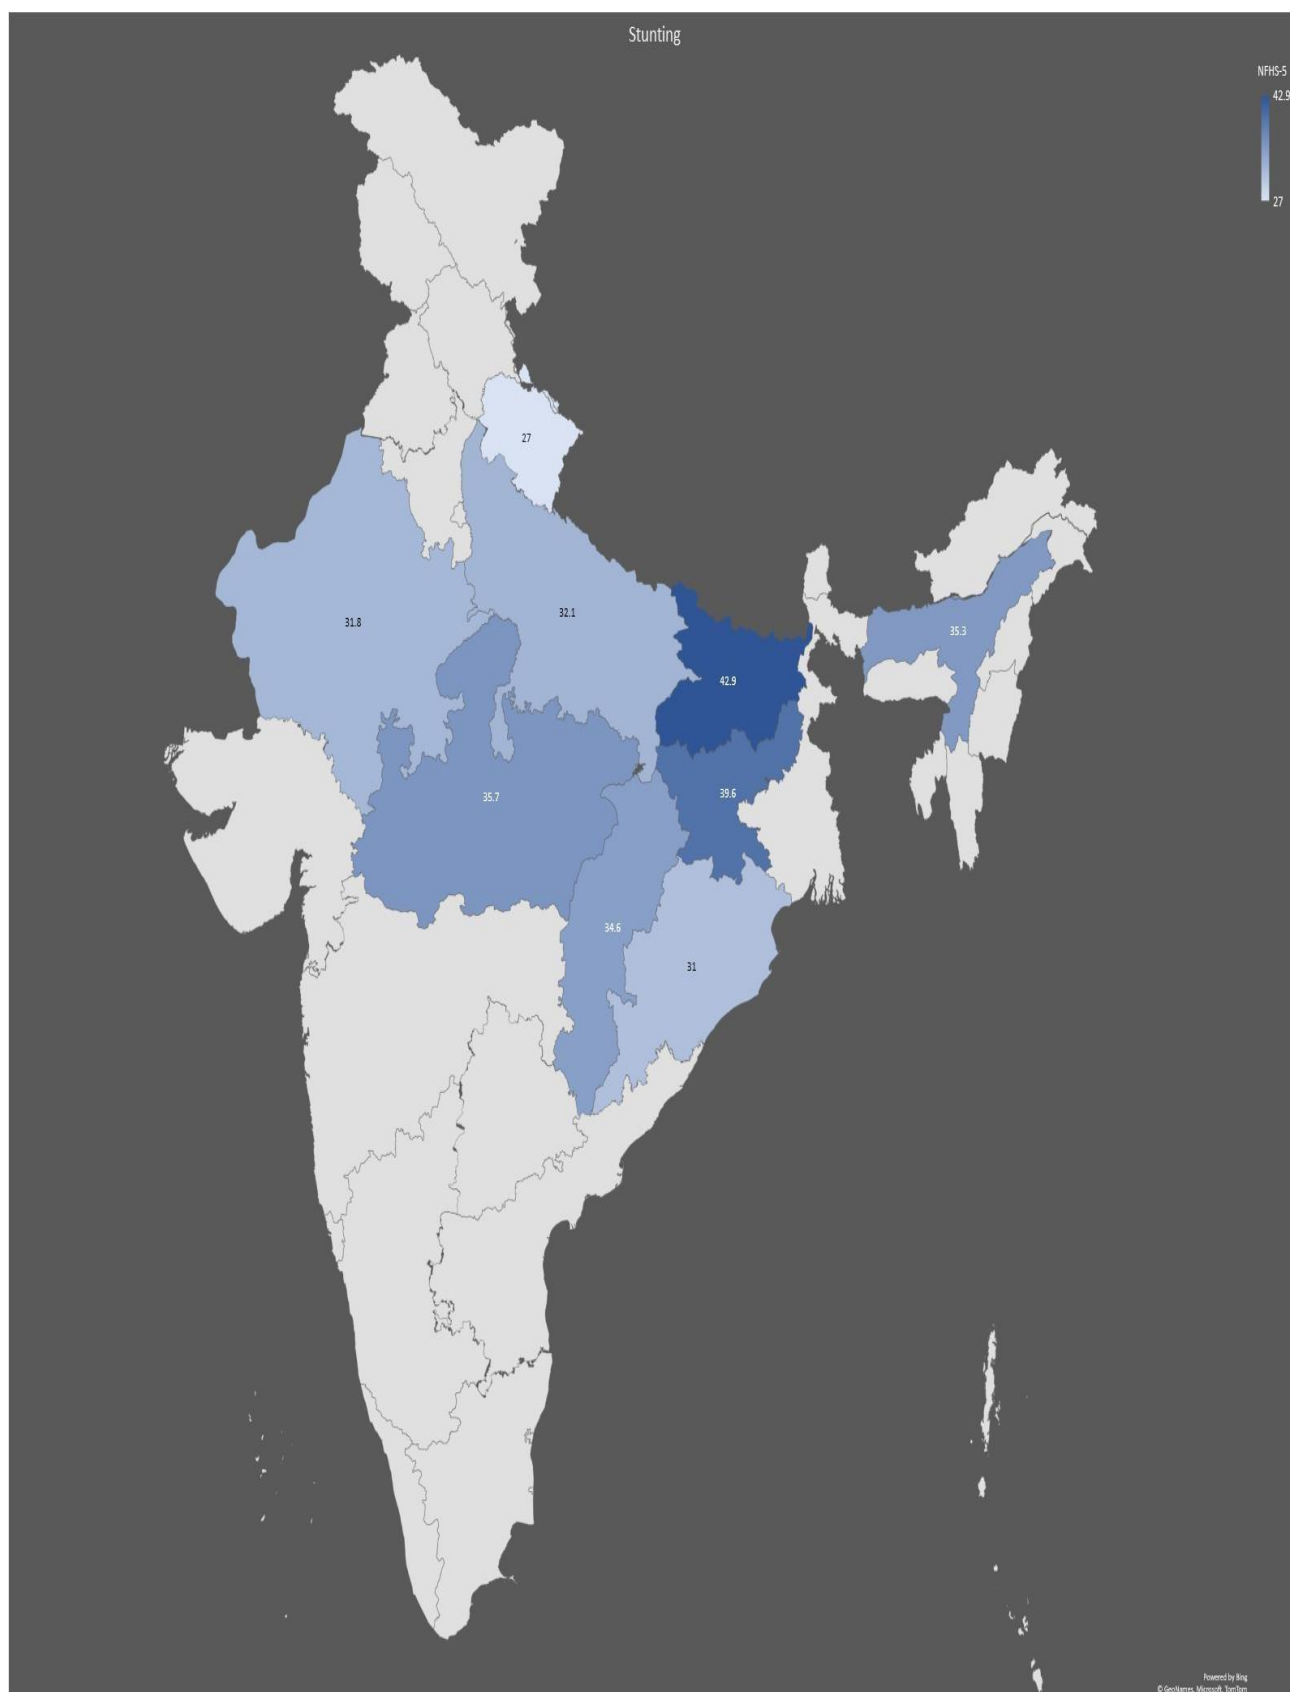 Stunting
NFHS-5
42.9
27
27
31.8
32.1
42.9
35.3
35.7
39.6
34.6
31
Powered by Bing
© GeoNames, Microsoft, TomTom